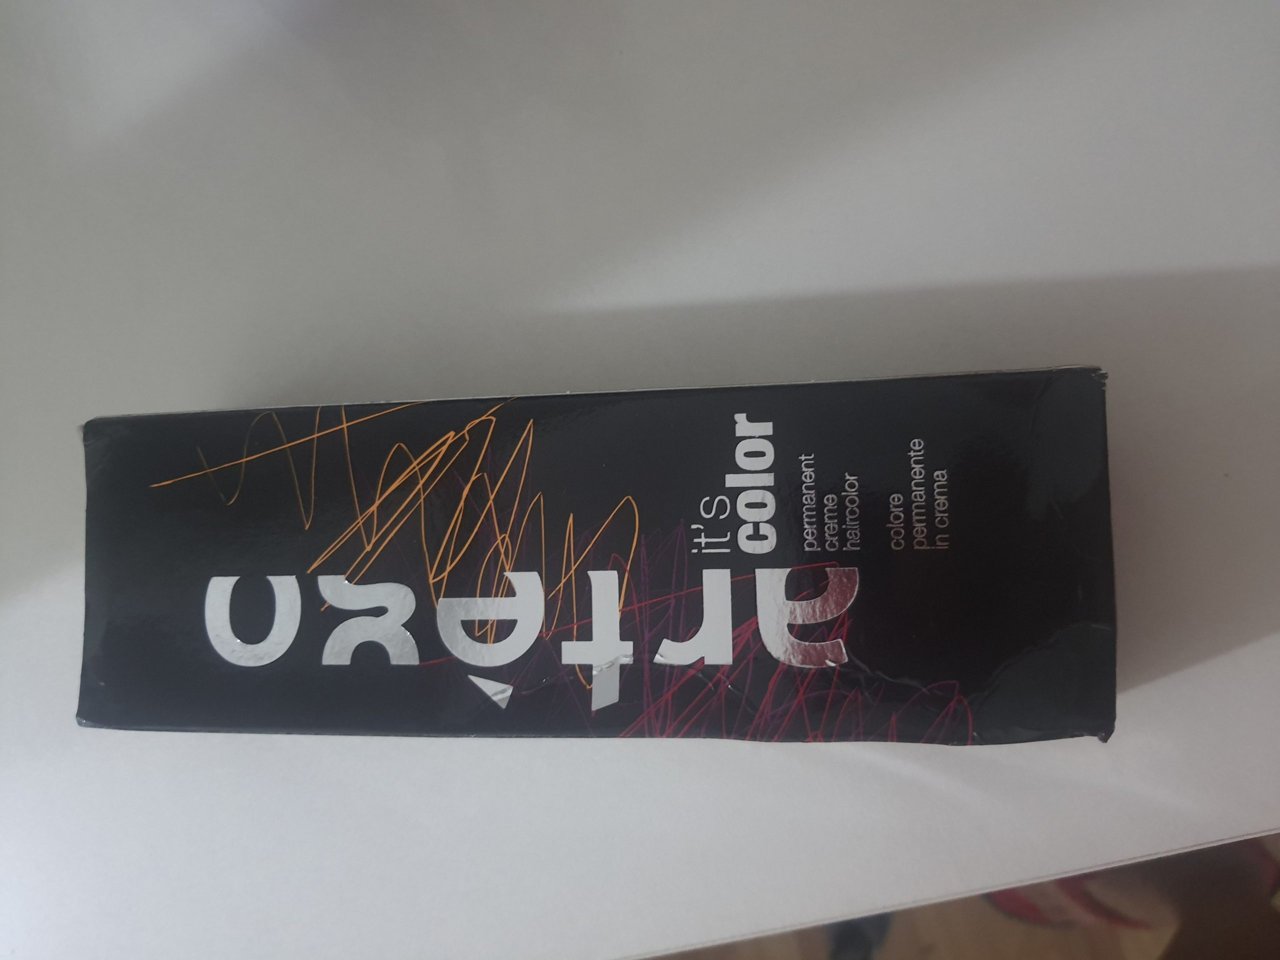 artègo
it's
color
permanent
creme
haircolor
colore
permanente
in crema